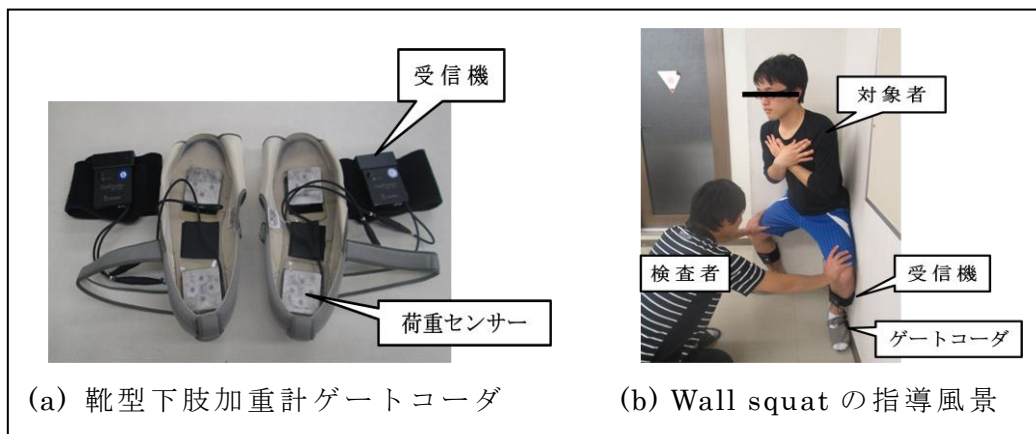 受信機
荷重センサー
(a) 靴型下肢加重計ゲートコーダ
対象者
検査者
受信機
ゲートコーダ
(b) Wall squat の指導風景